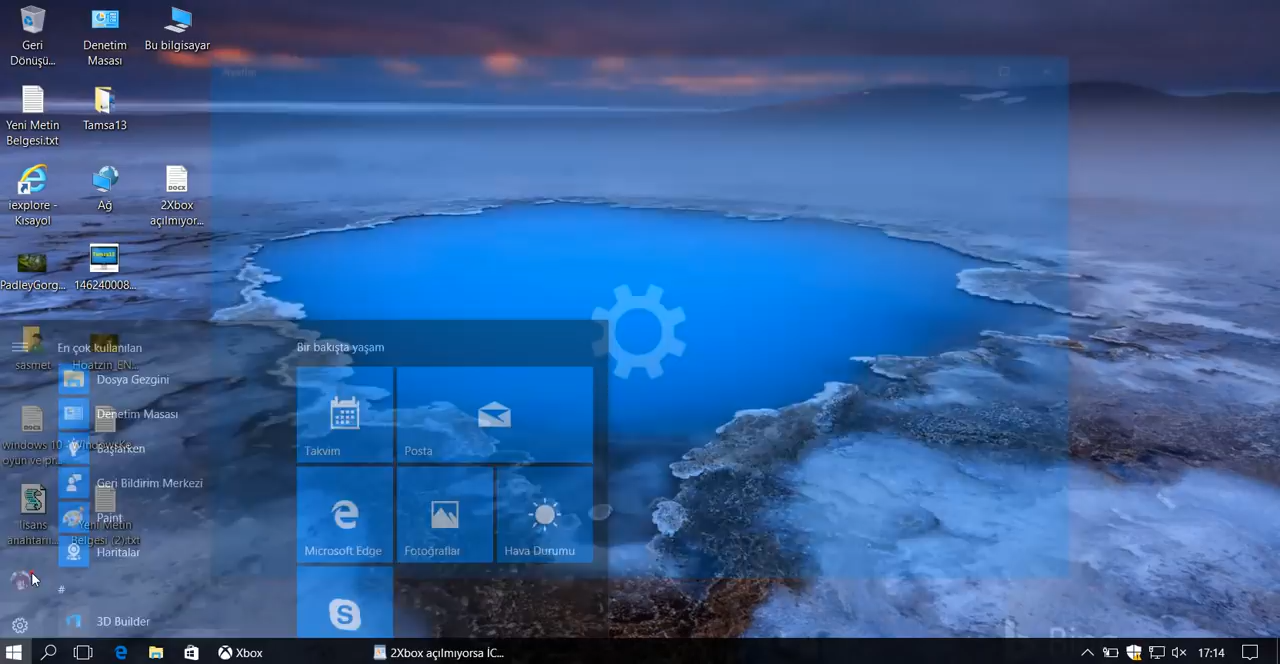 Geri
Dönüşü...
Denetim
Masası
Bu bilgisayar
Yeni Metin
Belgesi.txt
Tamsa13
iexplore -
Kısayol
Ağ
DOCX
2Xbox
açılmıyor...
PadleyGorg...
146240008...
Ayarlar
sasmet
Hoatzin_EN...
En çok kullanılan
Dosya Gezgini
Denetim Masası
Başlarken
Geri Bildirim Merkezi
Paint
Haritalar
#
3D Builder
windows 10
oyun ve pr...
lisans
anahtarı...
Yeni Metin
Belgesi (2).txt
Bir bakışta yaşam
Takvim
Posta
Microsoft Edge
Fotoğraflar
Hava Durumu
Xbox
2Xbox açılmıyorsa İC...
17:14